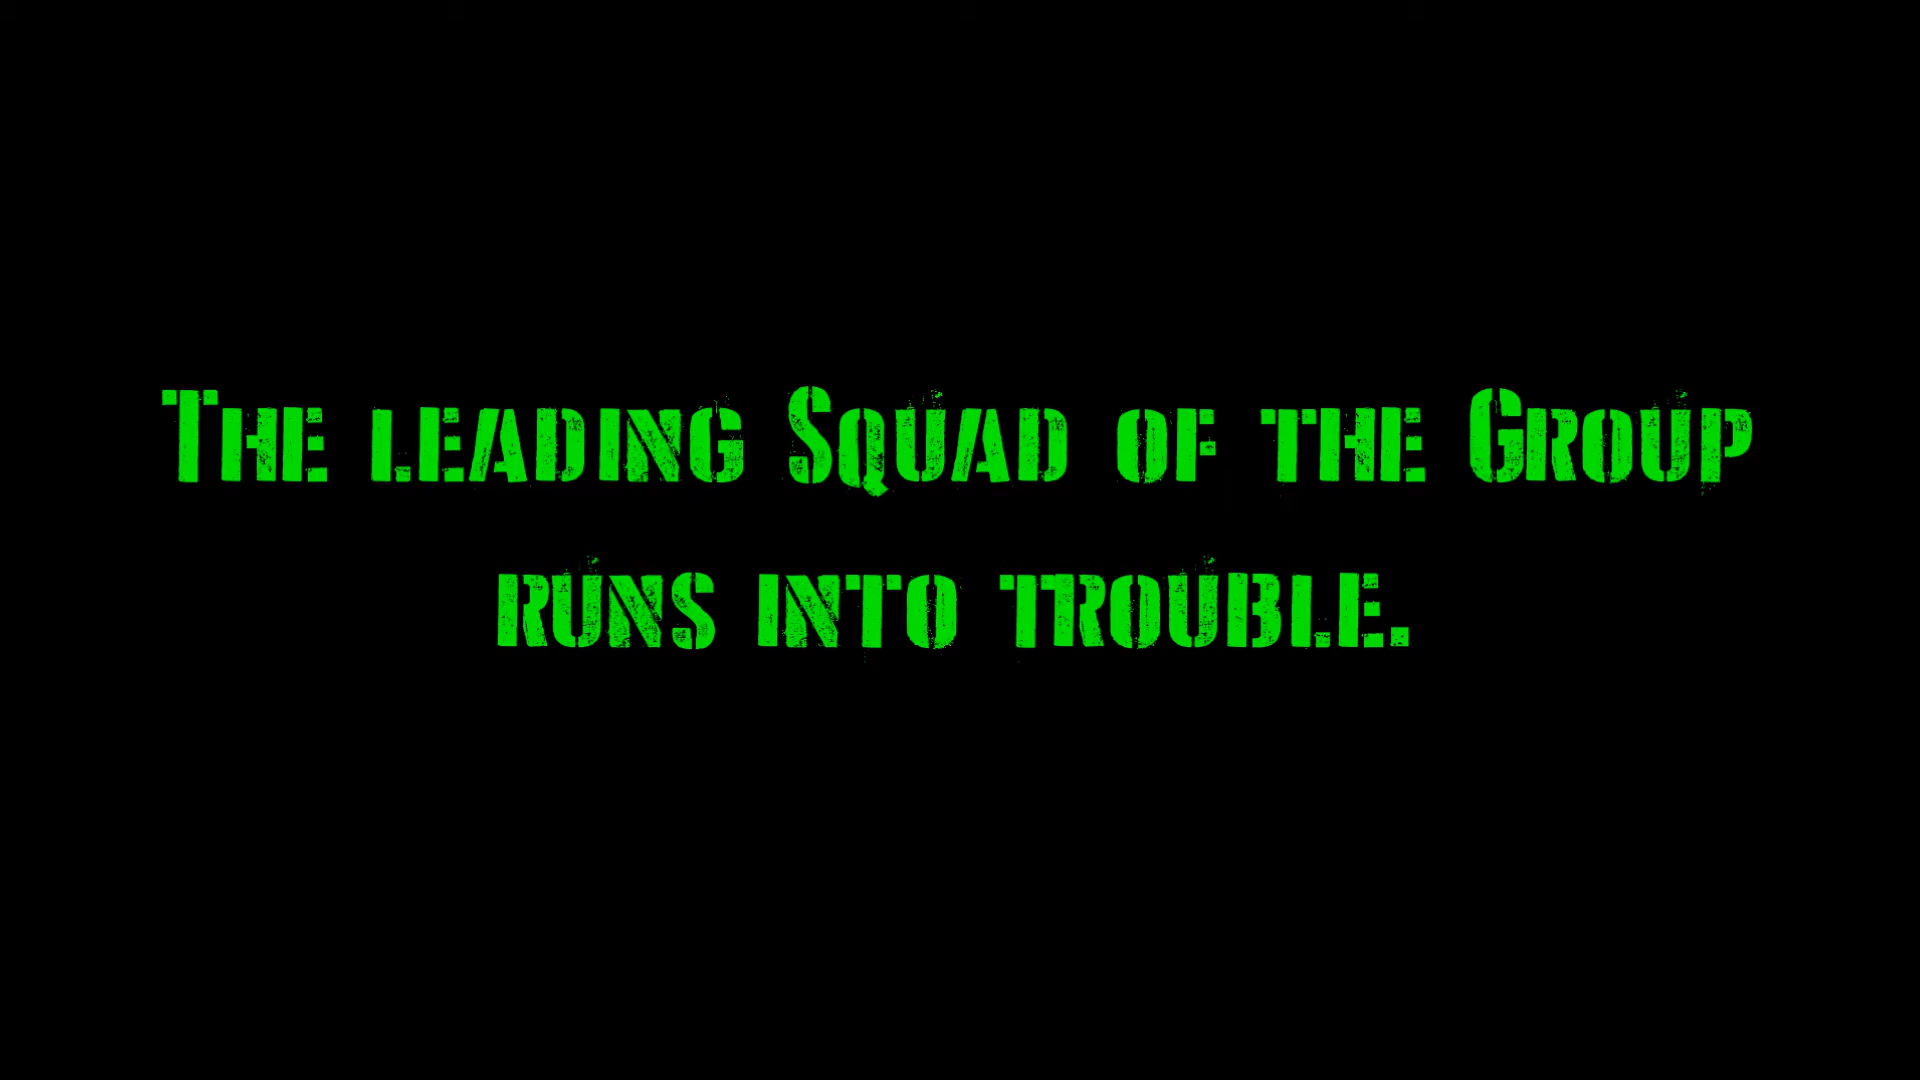 The leading Squad of the Group
runs into trouble.